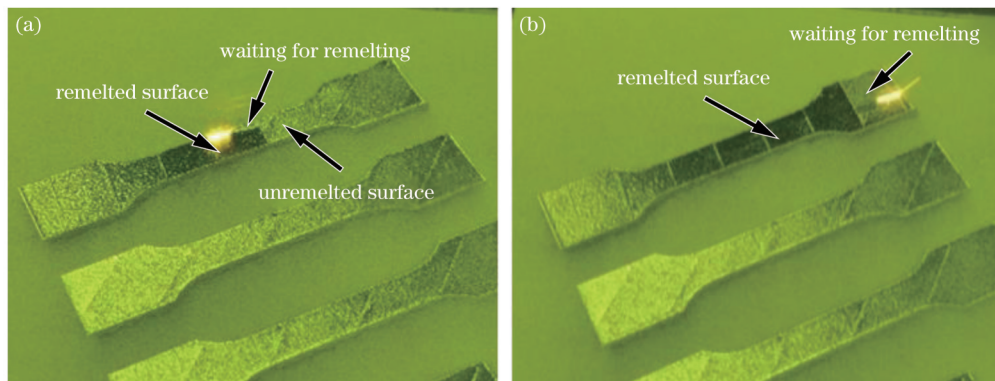 (a)
waiting for remelting
remelted surface
unremelted surface
(b)
waiting for remelting
remelted surface